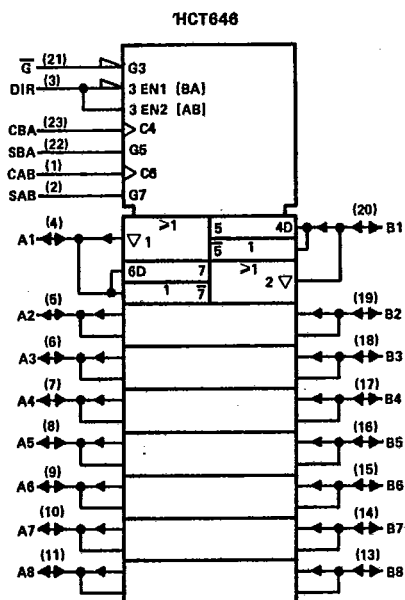 'HCT646
G̅ (21) G3
DIR (3) 3 EN1 [BA]
3 EN2 [AB]
CBA (23) C4
SBA (22) G5
CAB (1) C6
SAB (2) G7
A1 (4) ≥1 5 4D (20) B1
▽ 1 5̅ 1
6D 7 ≥1
1 7̅ 2 ▽
A2 (5) (19) B2
A3 (6) (18) B3
A4 (7) (17) B4
A5 (8) (16) B5
A6 (9) (15) B6
A7 (10) (14) B7
A8 (11) (13) B8